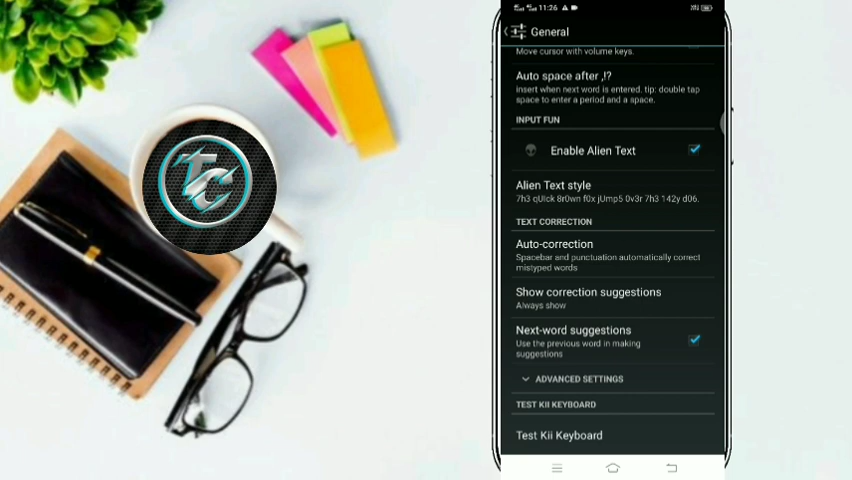 11:26
General
Move cursor with volume keys.
Auto space after ,!?
insert when next word is entered. tip: double tap
space to enter a period and a space.
INPUT FUN
Enable Alien Text
Alien Text style
7h3 qUIck 8r0wn f0x jUmp5 0v3r 7h3 142y d06.
TEXT CORRECTION
Auto-correction
Spacebar and punctuation automatically correct
mistyped words
Show correction suggestions
Always show
Next-word suggestions
Use the previous word in making
suggestions
ADVANCED SETTINGS
TEST KII KEYBOARD
Test Kii Keyboard
TC